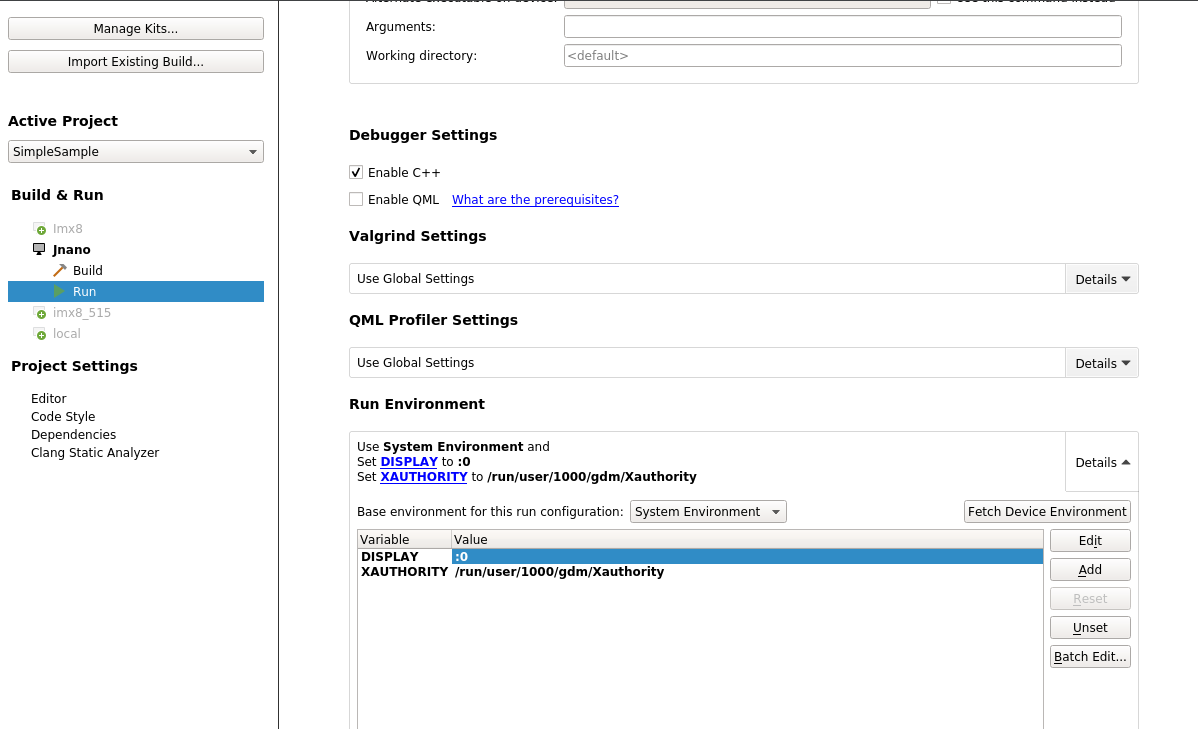 Manage Kits...
Import Existing Build...
Active Project
SimpleSample
Build & Run
Imx8
Jnano
Build
Run
imx8_515
local
Project Settings
Editor
Code Style
Dependencies
Clang Static Analyzer
Arguments:
Working directory: <default>
Debugger Settings
Enable C++
Enable QML What are the prerequisites?
Valgrind Settings
Use Global Settings Details
QML Profiler Settings
Use Global Settings Details
Run Environment
Use System Environment and
Set DISPLAY to :0
Set XAUTHORITY to /run/user/1000/gdm/Xauthority
Details
Base environment for this run configuration: System Environment Fetch Device Environment
Variable Value
DISPLAY :0
XAUTHORITY /run/user/1000/gdm/Xauthority
Edit
Add
Reset
Unset
Batch Edit...